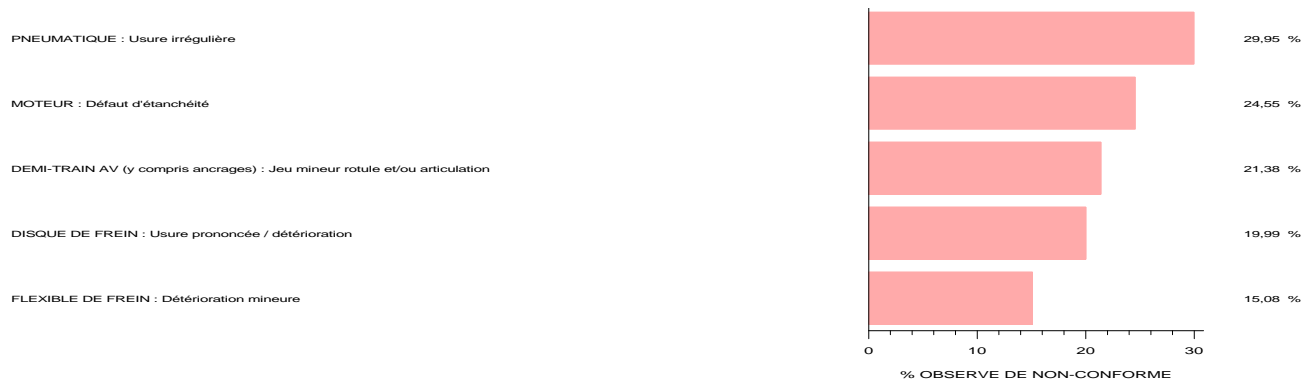 PNEUMATIQUE : Usure irrégulière 29,95 %
MOTEUR : Défaut d'étanchéité 24,55 %
DEMI-TRAIN AV (y compris ancrages) : Jeu mineur rotule et/ou articulation 21,38 %
DISQUE DE FREIN : Usure prononcée / détérioration 19,99 %
FLEXIBLE DE FREIN : Détérioration mineure 15,08 %
0 10 20 30
% OBSERVE DE NON-CONFORME